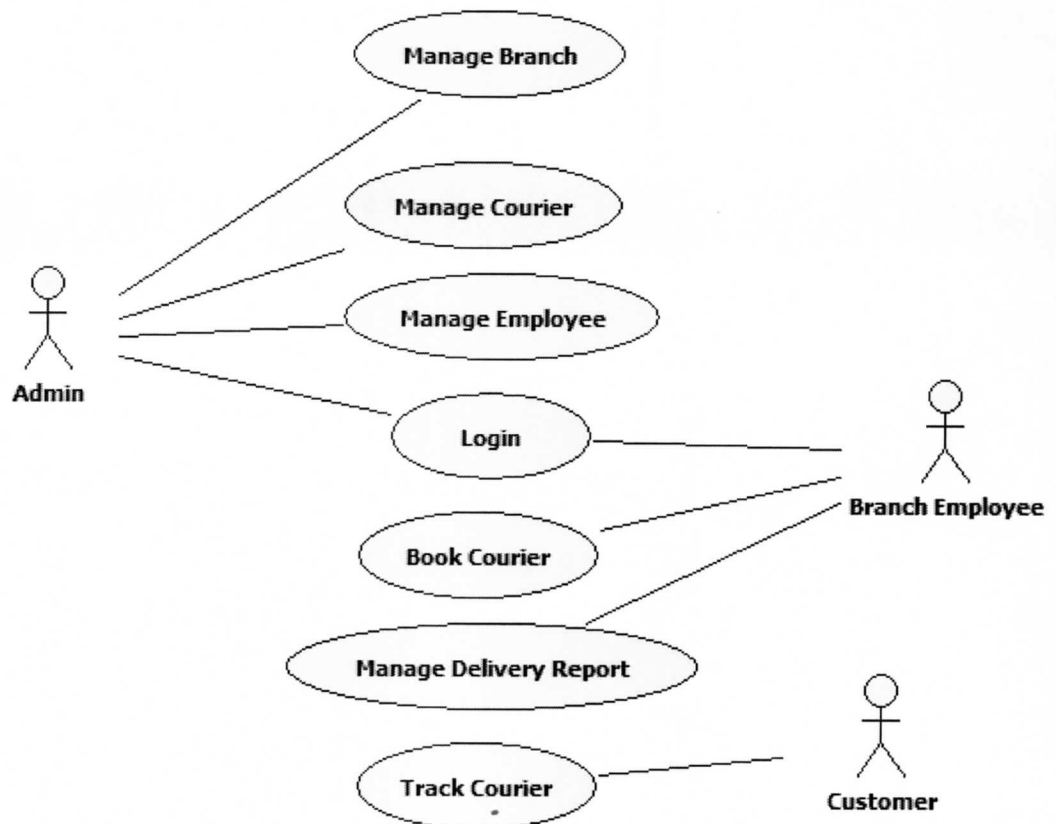 Manage Branch
Manage Courier
Manage Employee
Admin
Login
Branch Employee
Book Courier
Manage Delivery Report
Track Courier
Customer